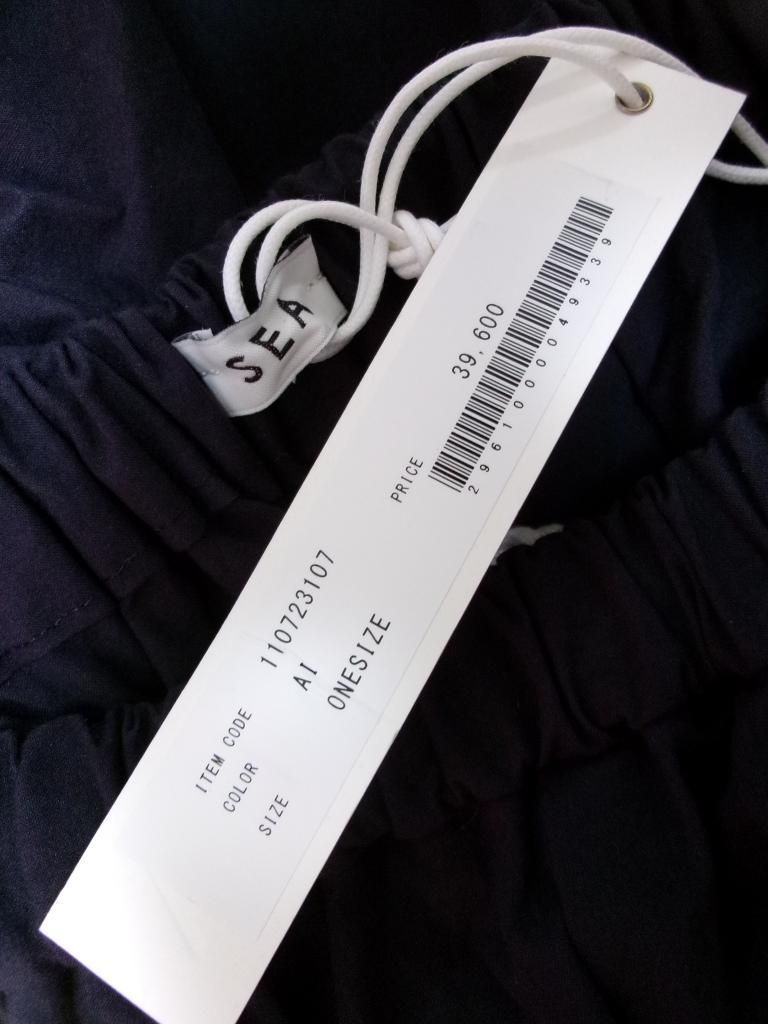 SEA
ITEM CODE 110723107
COLOR AI
SIZE ONESIZE
PRICE 39,600
2961000049339